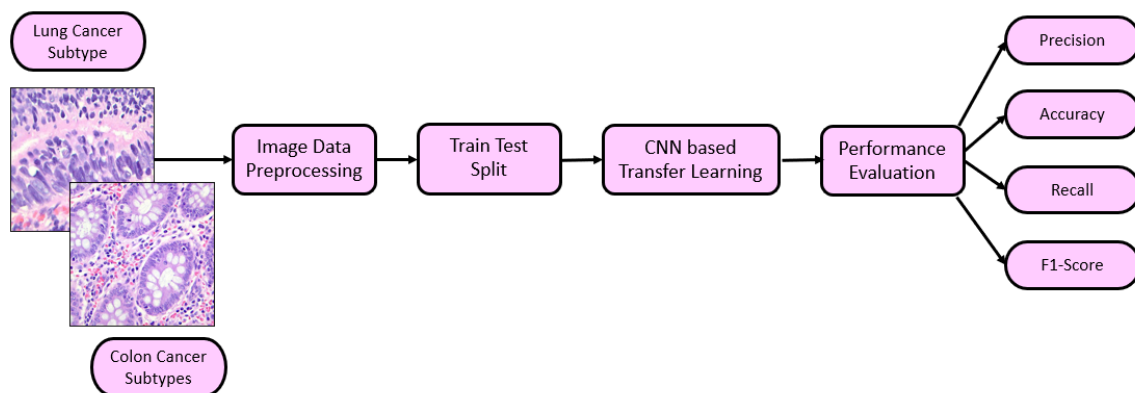 Lung Cancer
Subtype
Image Data
Preprocessing
Train Test
Split
CNN based
Transfer Learning
Performance
Evaluation
Precision
Accuracy
Recall
F1-Score
Colon Cancer
Subtypes